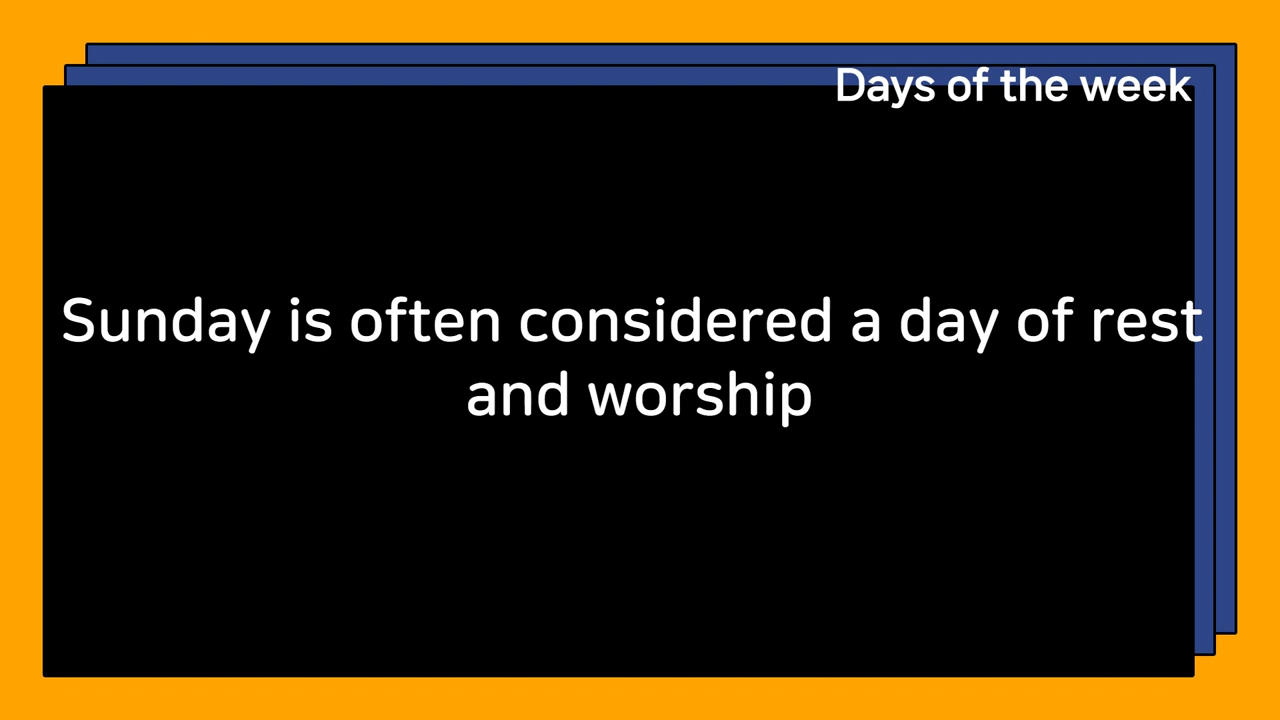 Days of the week
Sunday is often considered a day of rest
and worship